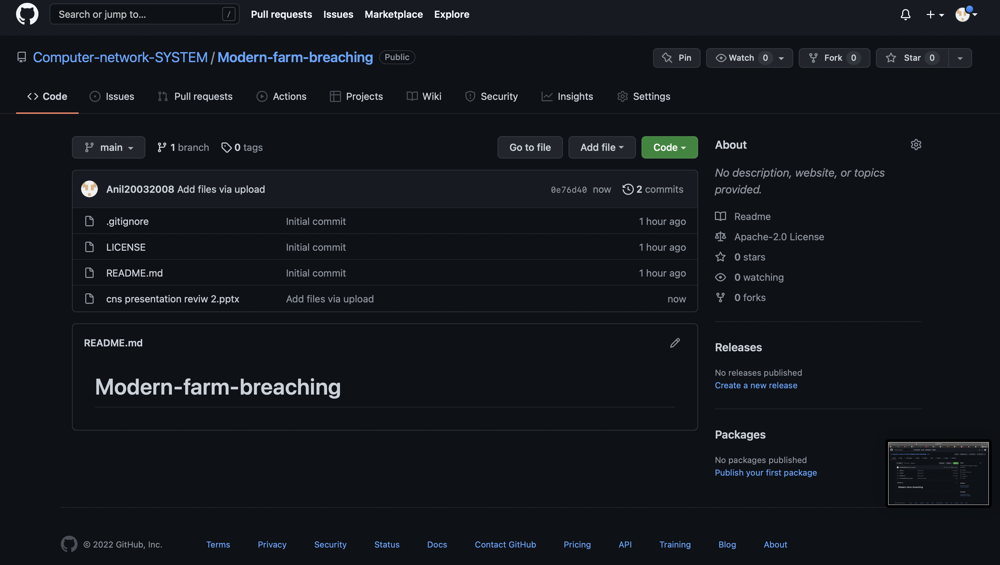 Search or jump to... / Pull requests Issues Marketplace Explore
Computer-network-SYSTEM / Modern-farm-breaching Public Pin Watch 0 Fork 0 Star 0
Code Issues Pull requests Actions Projects Wiki Security Insights Settings
main 1 branch 0 tags Go to file Add file Code
Anil20032008 Add files via upload 0e76d40 now 2 commits
.gitignore Initial commit 1 hour ago
LICENSE Initial commit 1 hour ago
README.md Initial commit 1 hour ago
cns presentation reviw 2.pptx Add files via upload now
README.md
Modern-farm-breaching
About
No description, website, or topics
provided.
Readme
Apache-2.0 License
0 stars
0 watching
0 forks
Releases
No releases published
Create a new release
Packages
No packages published
Publish your first package
Modern-farm-breaching
© 2022 GitHub, Inc. Terms Privacy Security Status Docs Contact GitHub Pricing API Training Blog About